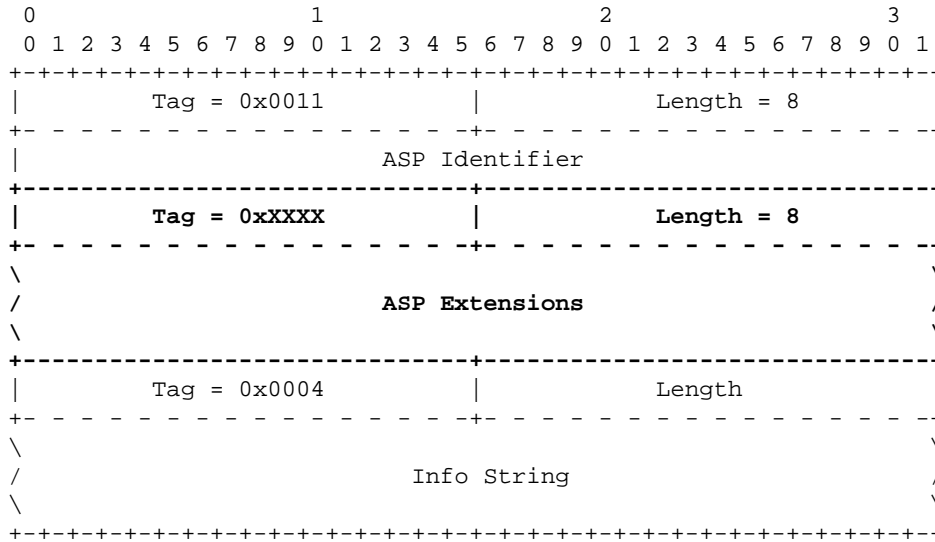 0                   1                   2                   3
 0 1 2 3 4 5 6 7 8 9 0 1 2 3 4 5 6 7 8 9 0 1 2 3 4 5 6 7 8 9 0 1
+-+-+-+-+-+-+-+-+-+-+-+-+-+-+-+-+-+-+-+-+-+-+-+-+-+-+-+-+-+-+-+--
|         Tag = 0x0011          |            Length = 8
+- - - - - - - - - - - - - - - -+- - - - - - - - - - - - - - - --
|                         ASP Identifier
+-------------------------------+--------------------------------
|         Tag = 0xXXXX          |            Length = 8
+- - - - - - - - - - - - - - - -+- - - - - - - - - - - - - - - --
\                                                               \
/                         ASP Extensions                        /
\                                                               \
+-------------------------------+--------------------------------
|         Tag = 0x0004          |            Length
+- - - - - - - - - - - - - - - -+- - - - - - - - - - - - - - - --
\                                                               \
/                           Info String                         /
\                                                               \
+-+-+-+-+-+-+-+-+-+-+-+-+-+-+-+-+-+-+-+-+-+-+-+-+-+-+-+-+-+-+-+--